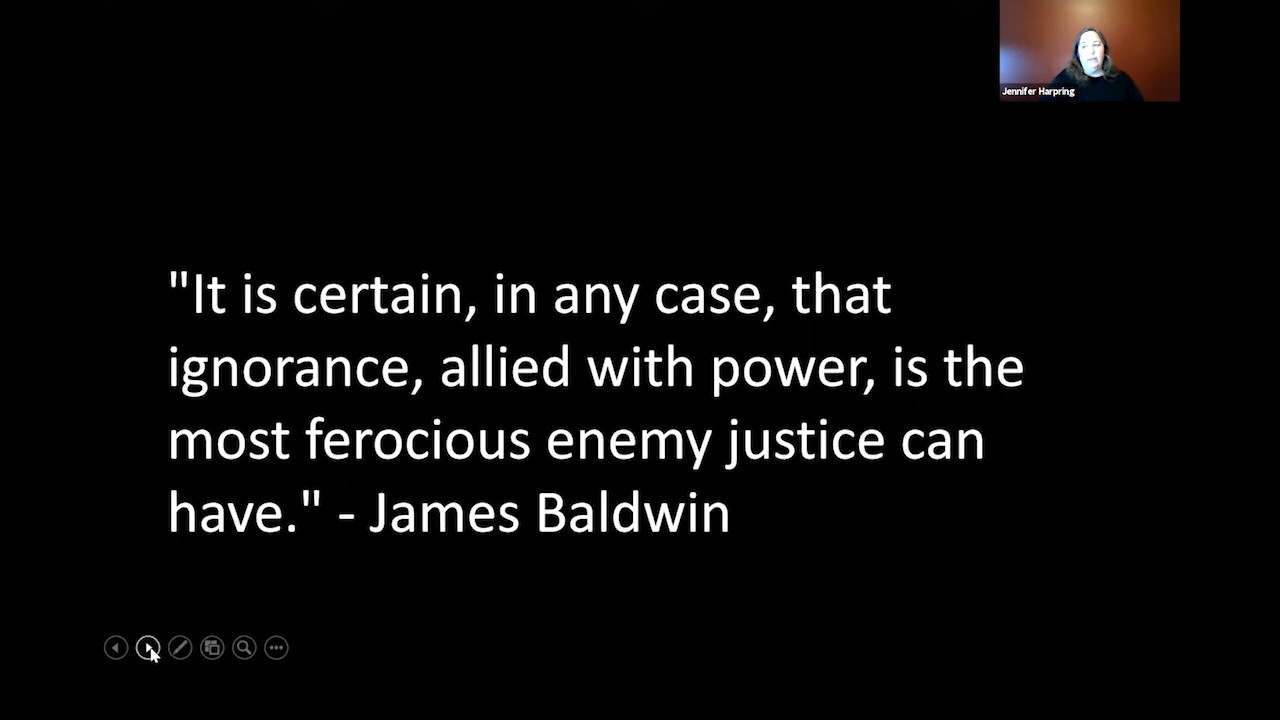 Jennifer Harpring
"It is certain, in any case, that
ignorance, allied with power, is the
most ferocious enemy justice can
have." - James Baldwin